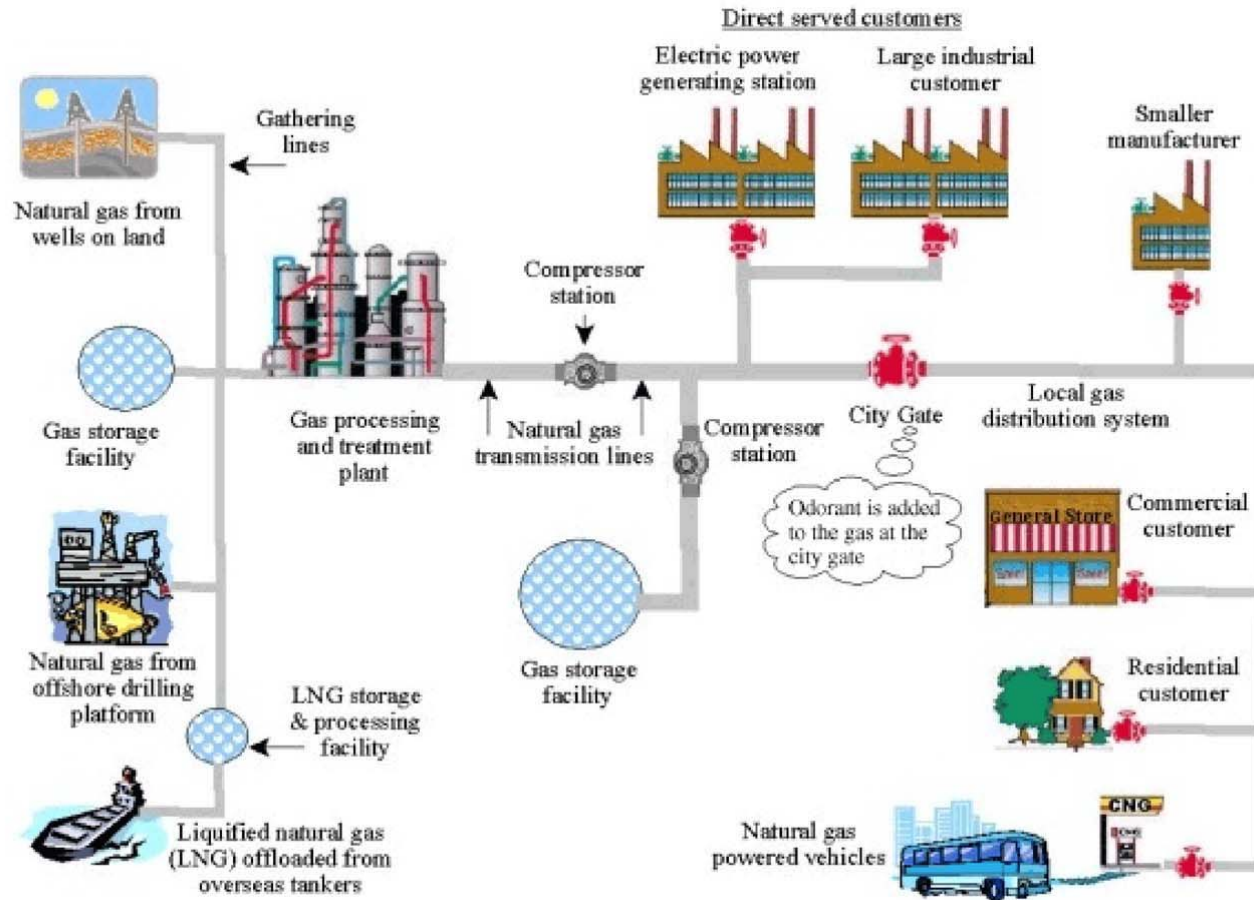 Direct served customers
Electric power
generating station
Large industrial
customer
Smaller
manufacturer
Gathering
lines
Natural gas from
wells on land
Compressor
station
Gas storage
facility
Gas processing
and treatment
plant
Natural gas
transmission lines
Compressor
station
City Gate
Local gas
distribution system
Odorant is added
to the gas at the
city gate
General Store
Commercial
customer
Natural gas from
offshore drilling
platform
LNG storage
& processing
facility
Gas storage
facility
Residential
customer
Liquified natural gas
(LNG) offloaded from
overseas tankers
Natural gas
powered vehicles
CNG
CNG